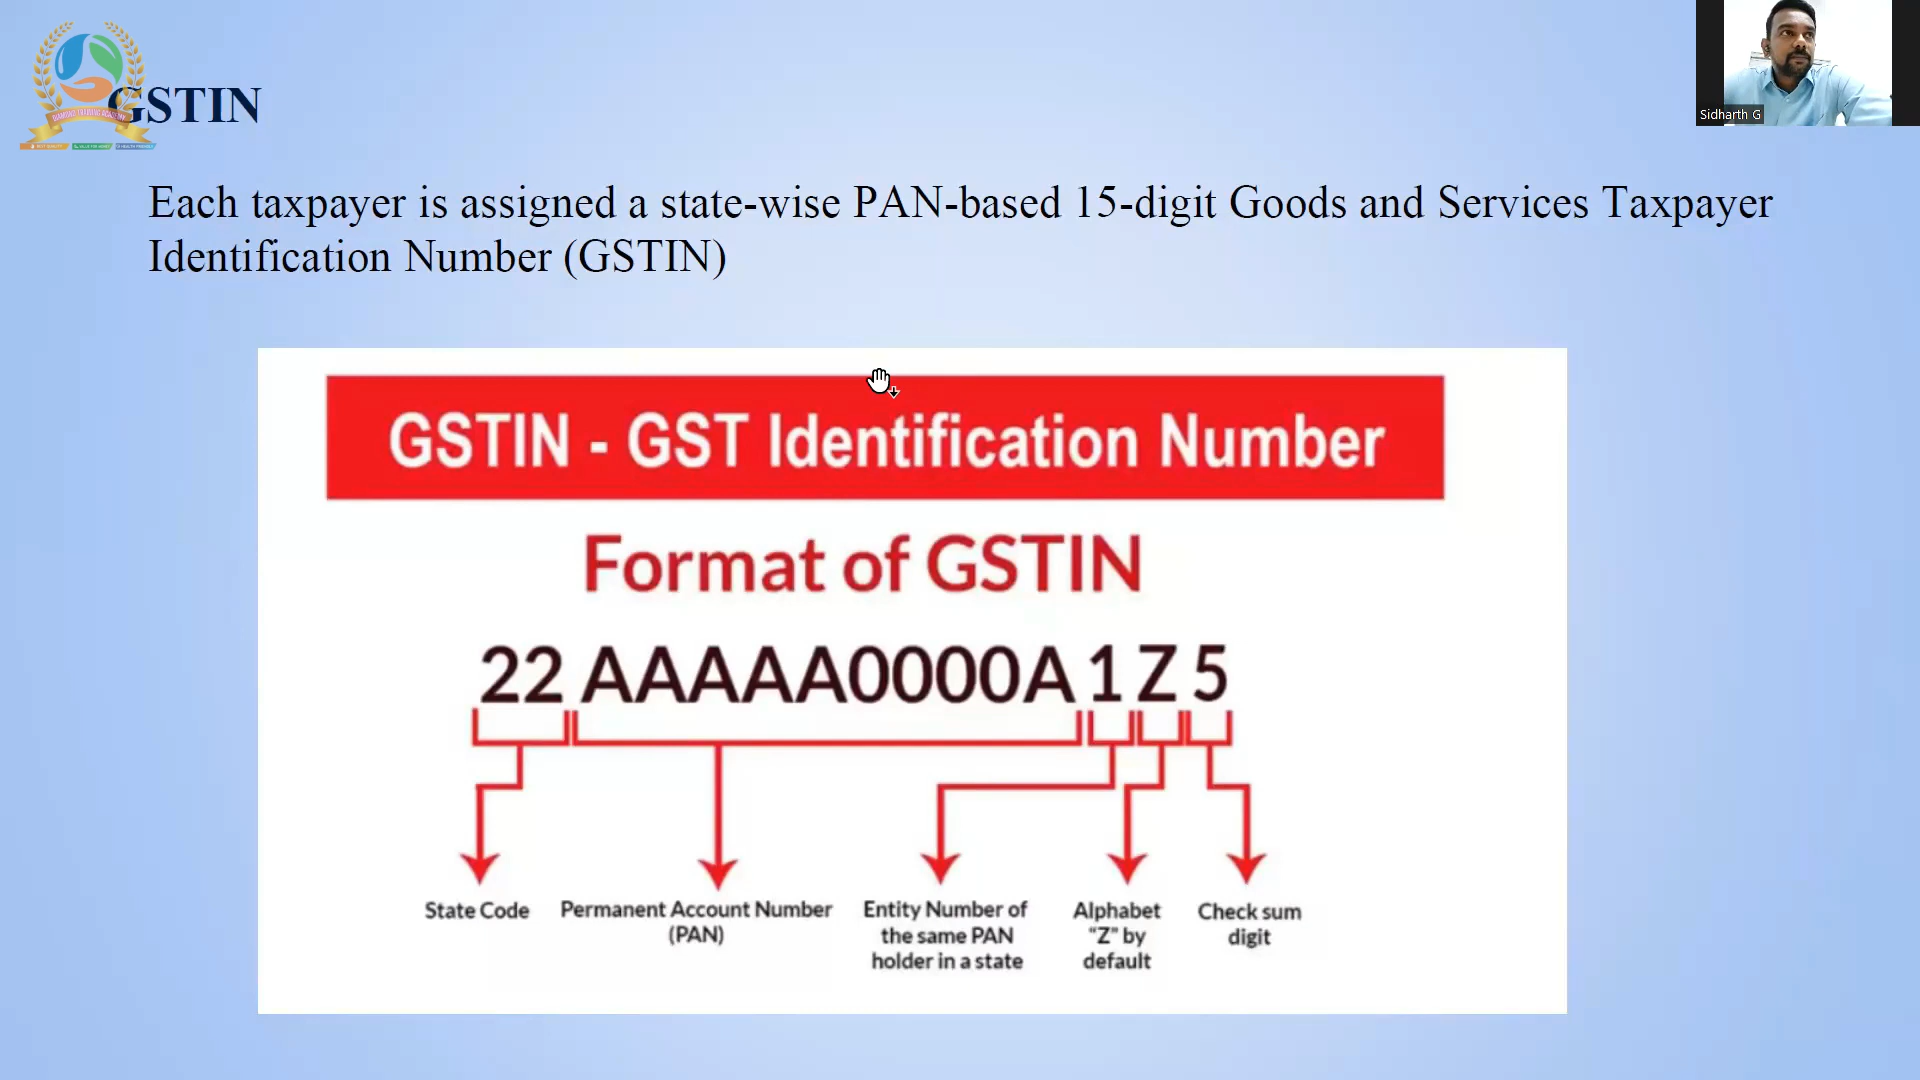 GSTIN
Sidharth G
Each taxpayer is assigned a state-wise PAN-based 15-digit Goods and Services Taxpayer
Identification Number (GSTIN)
GSTIN - GST Identification Number
Format of GSTIN
22 AAAAA0000A 1 Z 5
State Code
Permanent Account Number
(PAN)
Entity Number of
the same PAN
holder in a state
Alphabet
“Z” by
default
Check sum
digit